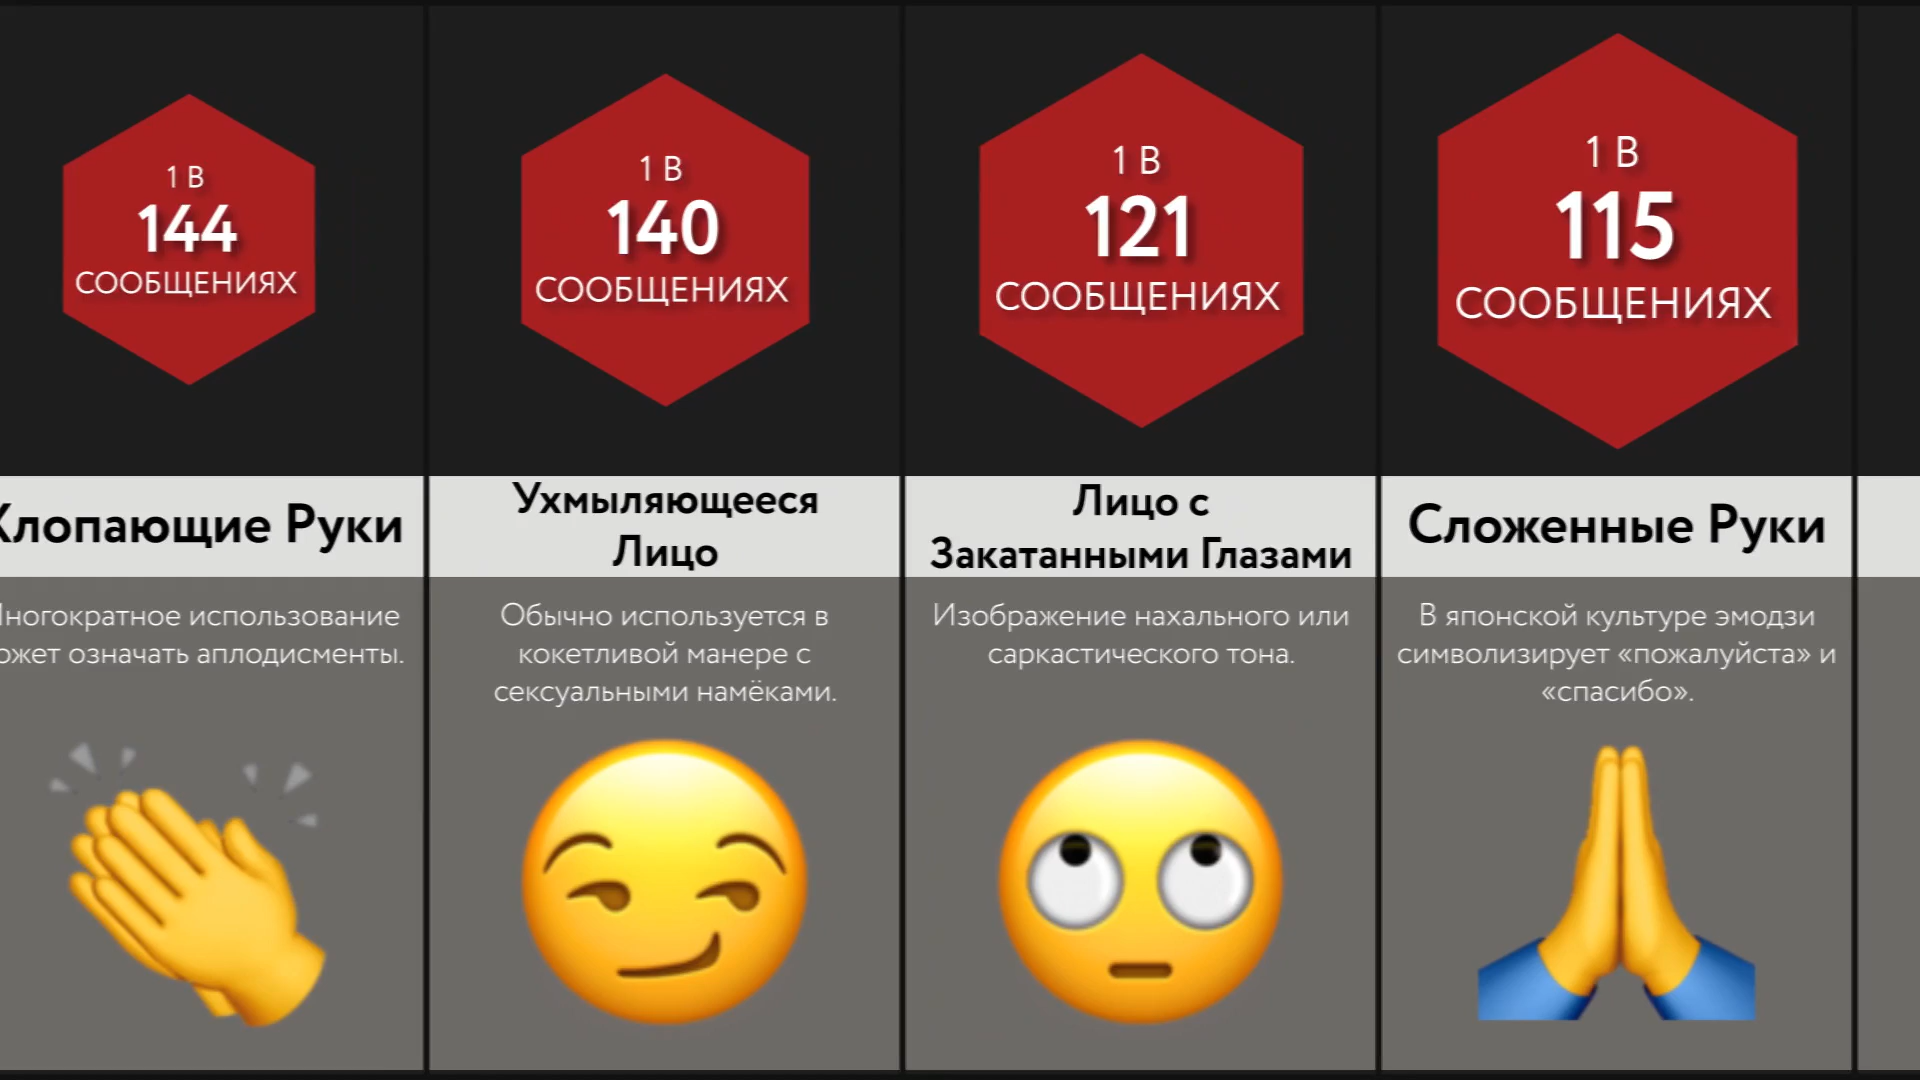 1 В
144
СООБЩЕНИЯХ
Хлопающие Руки
Многократное использование
может означать аплодисменты.
1 В
140
СООБЩЕНИЯХ
Ухмыляющееся
Лицо
Обычно используется в
кокетливой манере с
сексуальными намёками.
1 В
121
СООБЩЕНИЯХ
Лицо с
Закатанными Глазами
Изображение нахального или
саркастического тона.
1 В
115
СООБЩЕНИЯХ
Сложенные Руки
В японской культуре эмодзи
символизирует «пожалуйста» и
«спасибо».